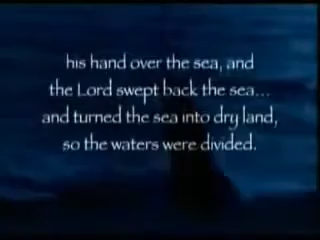 his hand over the sea, and
the Lord swept back the sea...
and turned the sea into dry land,
so the waters were divided.